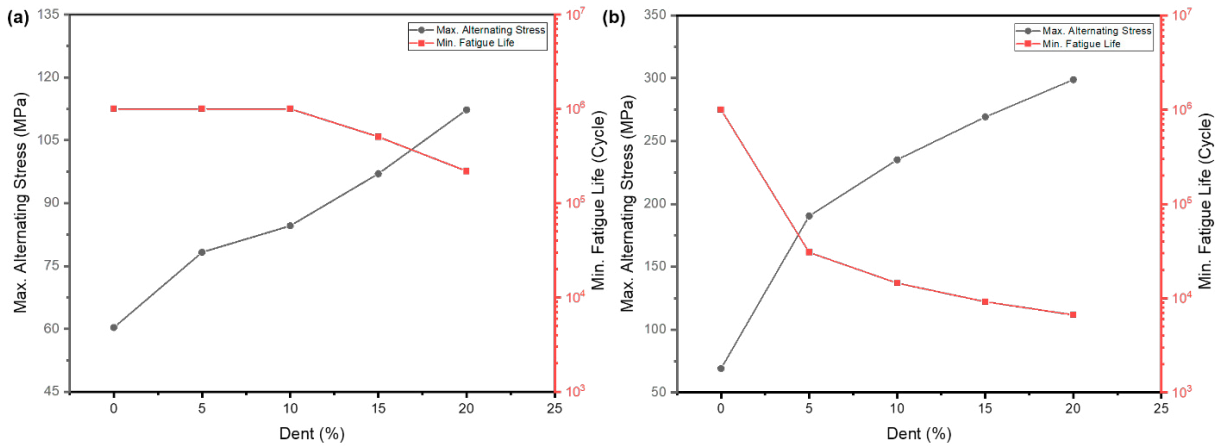 (a)
Max. Alternating Stress
Min. Fatigue Life
Max. Alternating Stress (MPa)
135
120
105
90
75
60
45
10⁷
10⁶
10⁵
10⁴
10³
Min. Fatigue Life (Cycle)
0 5 10 15 20 25
Dent (%)
(b)
Max. Alternating Stress
Min. Fatigue Life
Max. Alternating Stress (MPa)
350
300
250
200
150
100
50
10⁷
10⁶
10⁵
10⁴
10³
Min. Fatigue Life (Cycle)
0 5 10 15 20 25
Dent (%)